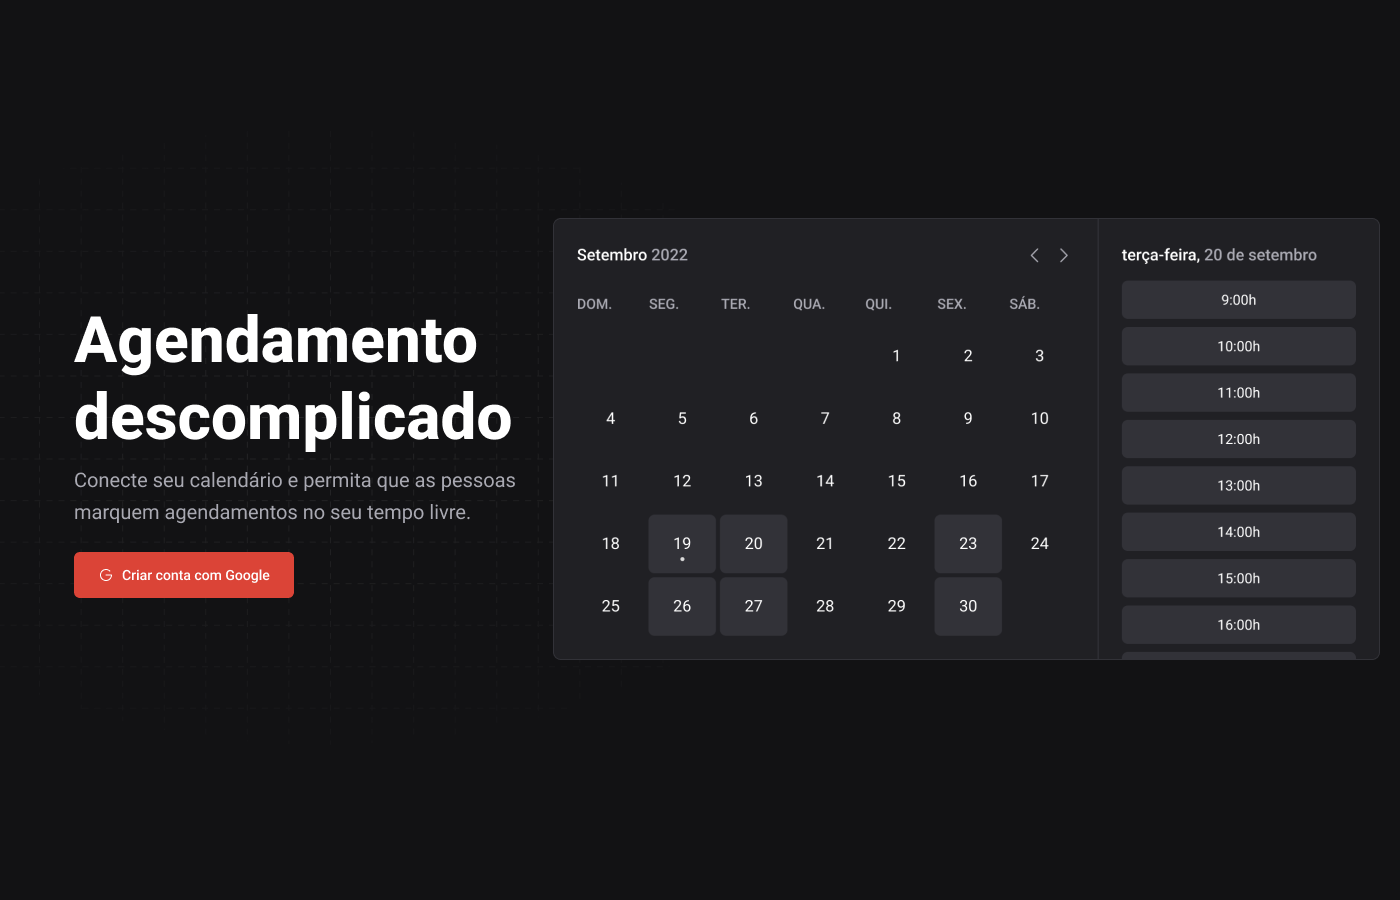 Agendamento
descomplicado
Conecte seu calendário e permita que as pessoas
marquem agendamentos no seu tempo livre.
Criar conta com Google
Setembro 2022
DOM. SEG. TER. QUA. QUI. SEX. SÁB.
1 2 3
4 5 6 7 8 9 10
11 12 13 14 15 16 17
18 19 20 21 22 23 24
25 26 27 28 29 30
terça-feira, 20 de setembro
9:00h
10:00h
11:00h
12:00h
13:00h
14:00h
15:00h
16:00h